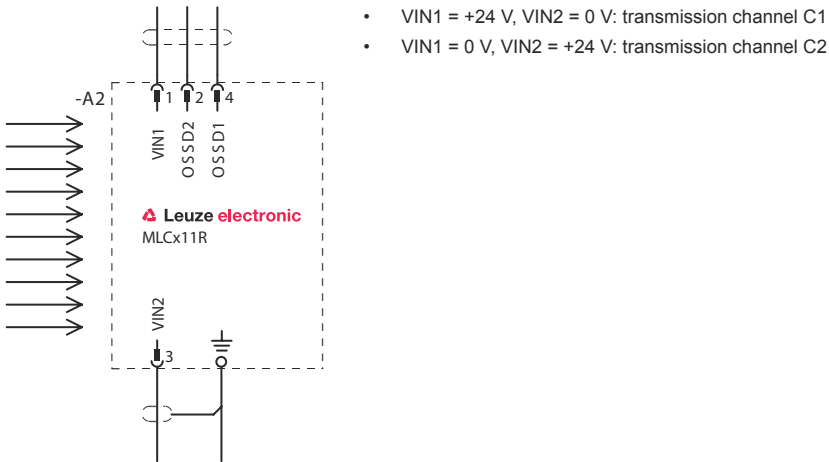 • VIN1 = +24 V, VIN2 = 0 V: transmission channel C1
• VIN1 = 0 V, VIN2 = +24 V: transmission channel C2
-A2
1 2 4
VIN1 OSSD2 OSSD1
Leuze electronic
MLCx11R
VIN2
3